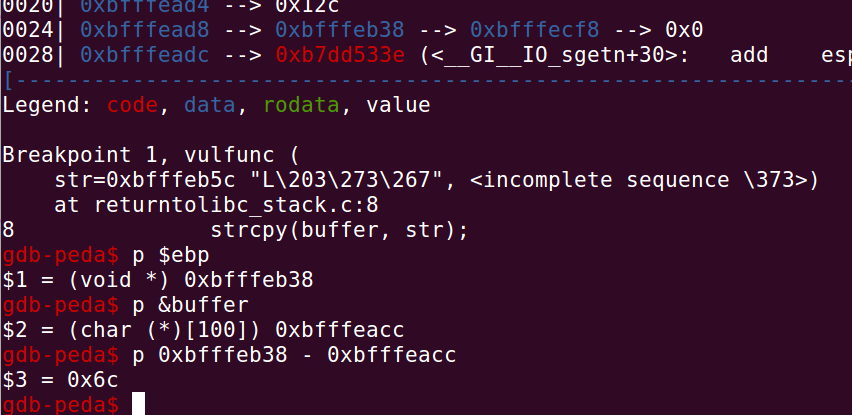 0020| 0xbfffead4 --> 0x12c
0024| 0xbfffead8 --> 0xbfffeb38 --> 0xbfffecf8 --> 0x0
0028| 0xbfffeadc --> 0xb7dd533e (<__GI__IO_sgetn+30>:   add    esp
[----------------------------------------------------------------
Legend: code, data, rodata, value
Breakpoint 1, vulfunc (
    str=0xbfffeb5c "L\203\273\267", <incomplete sequence \373>)
    at returntolibc_stack.c:8
8               strcpy(buffer, str);
gdb-peda$ p $ebp
$1 = (void *) 0xbfffeb38
gdb-peda$ p &buffer
$2 = (char (*)[100]) 0xbfffeacc
gdb-peda$ p 0xbfffeb38 - 0xbfffeacc
$3 = 0x6c
gdb-peda$